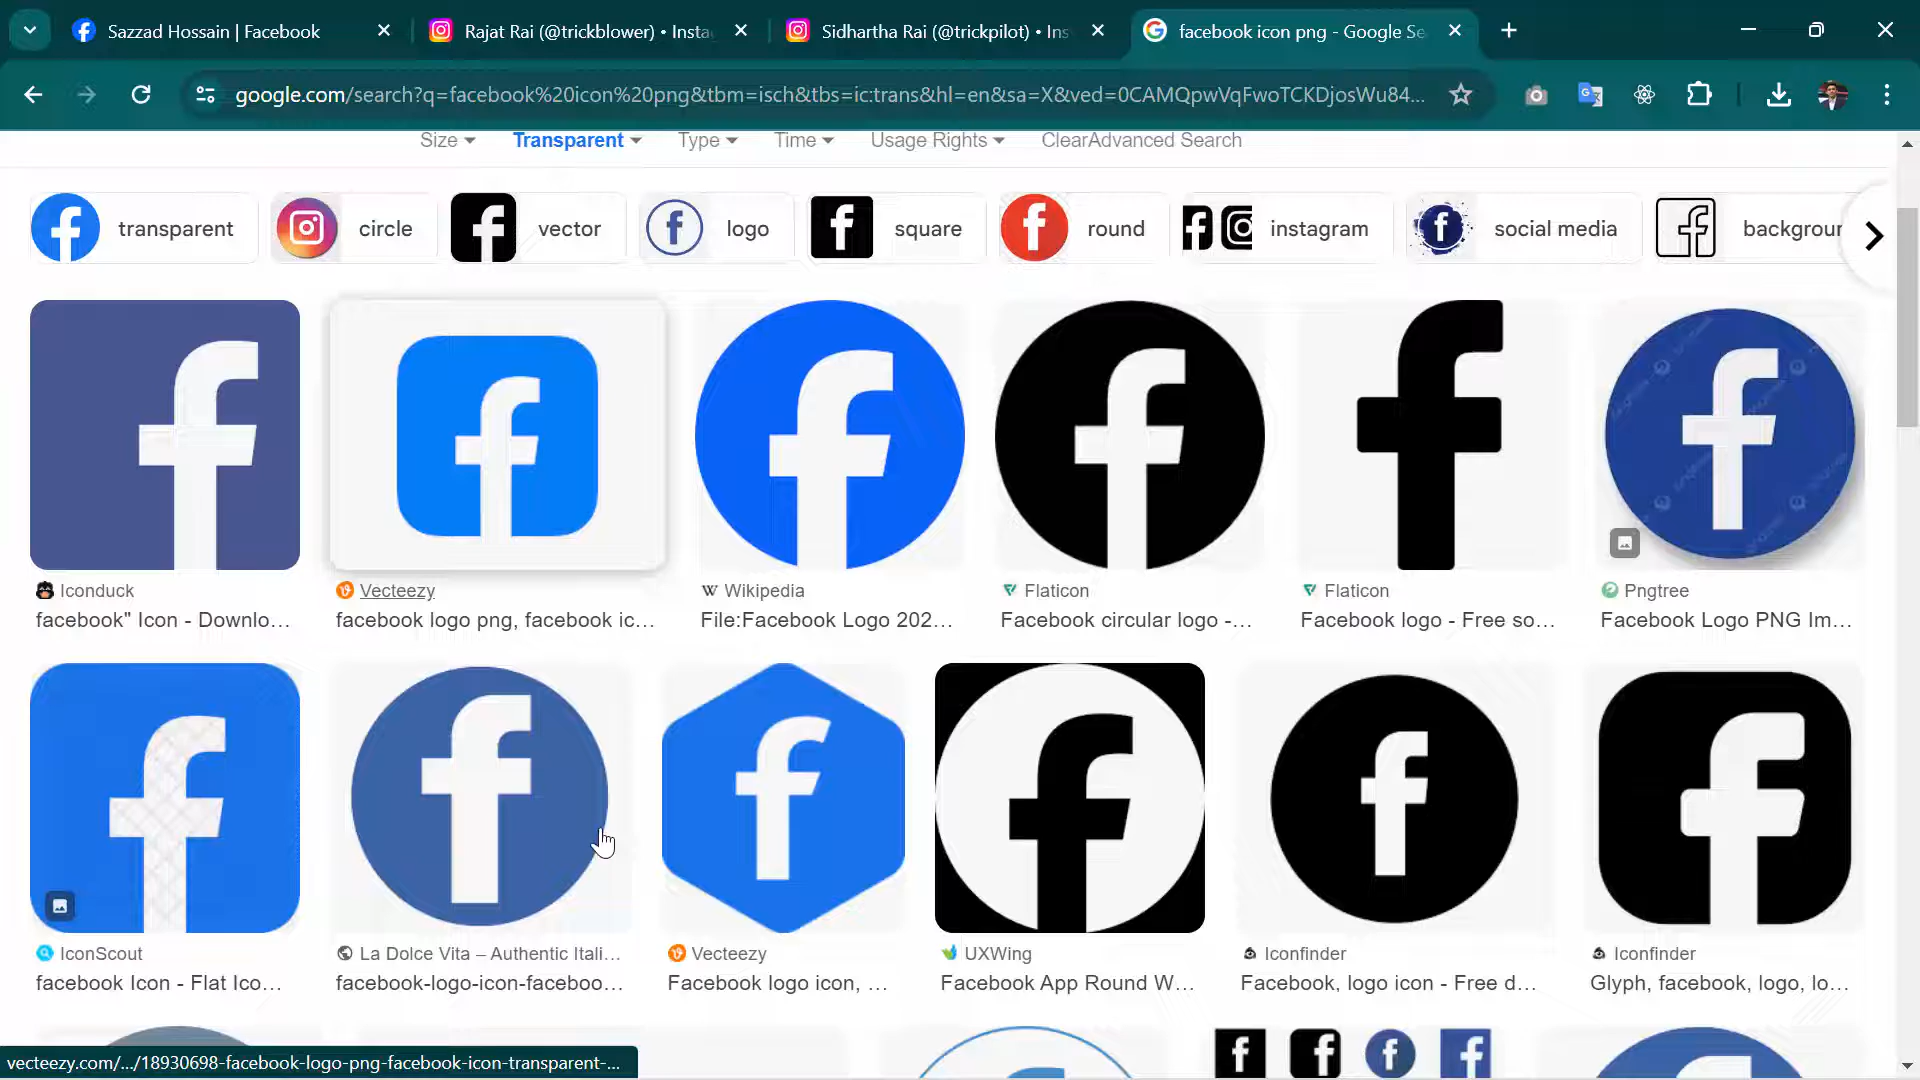 Sazzad Hossain | Facebook
Rajat Rai (@trickblower) • Insta
Sidhartha Rai (@trickpilot) • Ins
facebook icon png - Google Se
google.com/search?q=facebook%20icon%20png&tbm=isch&tbs=ic:trans&hl=en&sa=X&ved=0CAMQpwVqFwoTCKDjosWu84...
Size Transparent Type Time Usage Rights ClearAdvanced Search
transparent circle vector logo square round instagram social media backgroun
Iconduck Vecteezy Wikipedia Flaticon Flaticon Pngtree
facebook" Icon - Downlo... facebook logo png, facebook ic... File:Facebook Logo 202... Facebook circular logo -... Facebook logo - Free so... Facebook Logo PNG Im...
IconScout La Dolce Vita – Authentic Itali... Vecteezy UXWing Iconfinder Iconfinder
facebook Icon - Flat Ico... facebook-logo-icon-faceboo... Facebook logo icon, ... Facebook App Round W... Facebook, logo icon - Free d... Glyph, facebook, logo, lo...
vecteezy.com/.../18930698-facebook-logo-png-facebook-icon-transparent-...